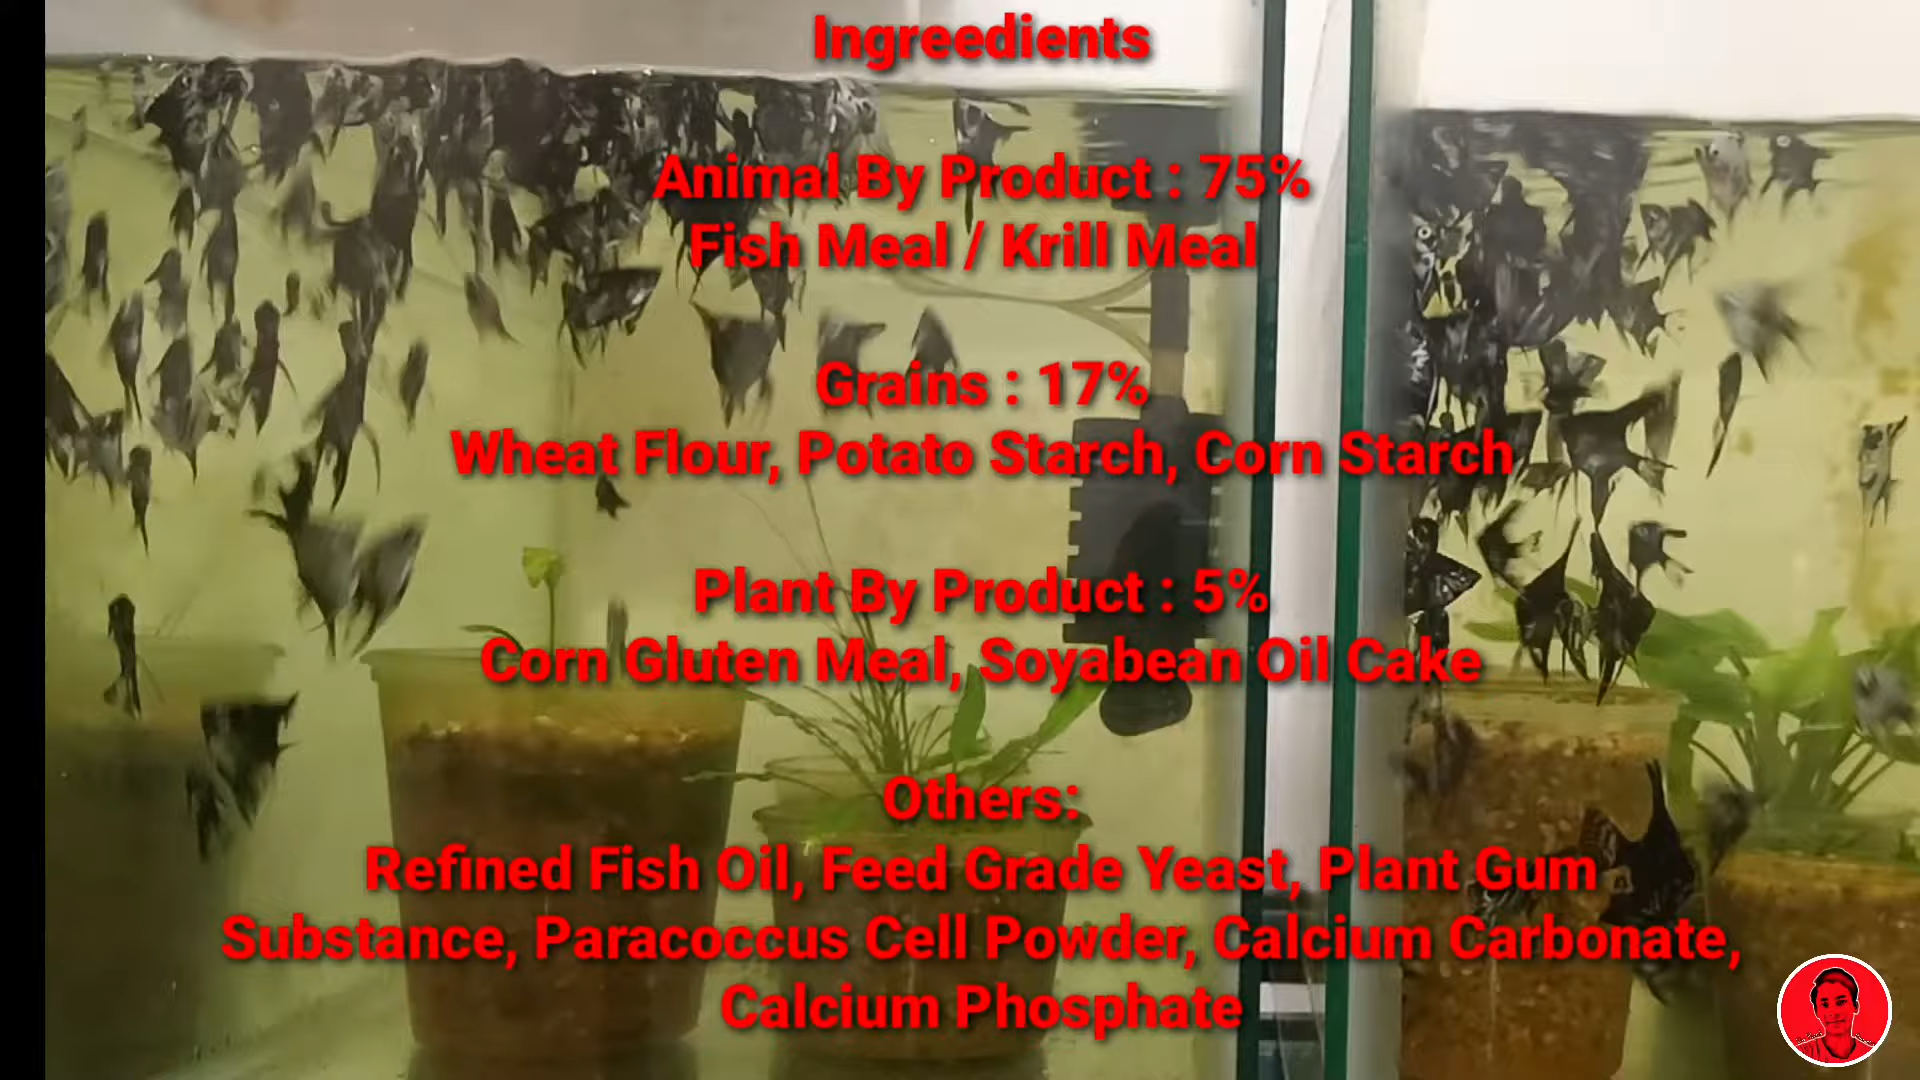 Ingreedients
Animal By Product : 75%
Fish Meal / Krill Meal
Grains : 17%
Wheat Flour, Potato Starch, Corn Starch
Plant By Product : 5%
Corn Gluten Meal, Soyabean Oil Cake
Others:
Refined Fish Oil, Feed Grade Yeast, Plant Gum
Substance, Paracoccus Cell Powder, Calcium Carbonate,
Calcium Phosphate